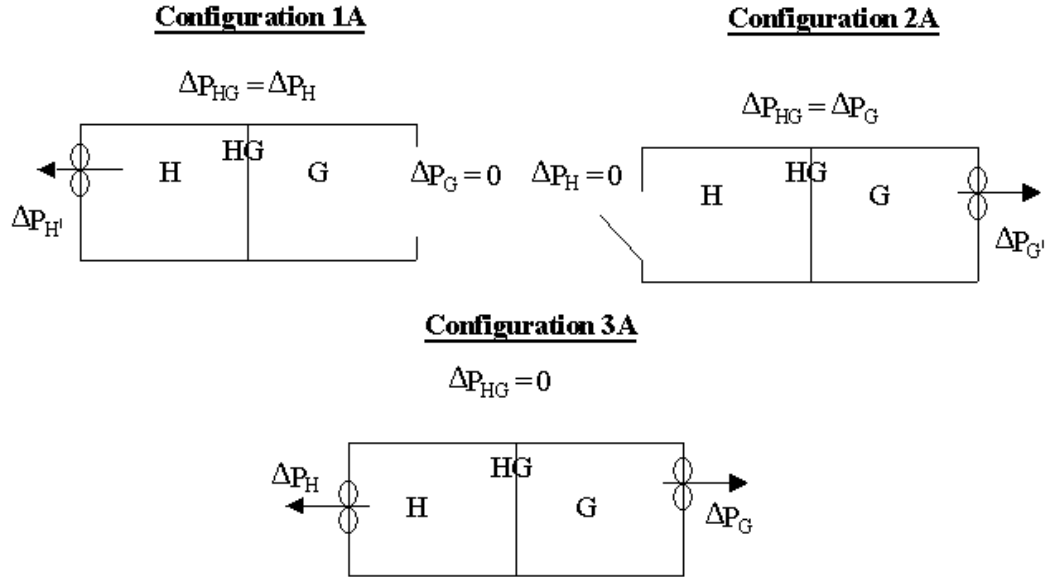 Configuration 1A
ΔP_HG = ΔP_H
HG
H
G
ΔP_G = 0
ΔP_H'
Configuration 2A
ΔP_HG = ΔP_G
ΔP_H = 0
HG
H
G
ΔP_G'
Configuration 3A
ΔP_HG = 0
ΔP_H
HG
H
G
ΔP_G